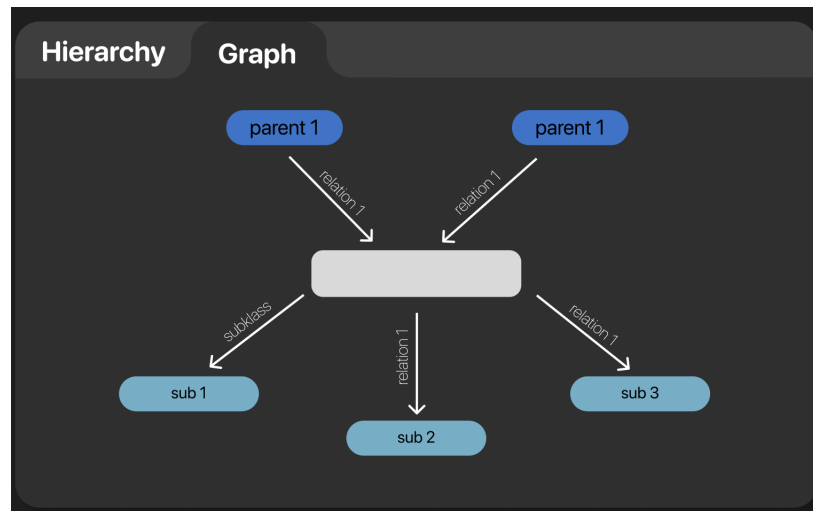 Hierarchy
Graph
parent 1
parent 1
relation 1
relation 1
subklass
relation 1
relation 1
sub 1
sub 2
sub 3